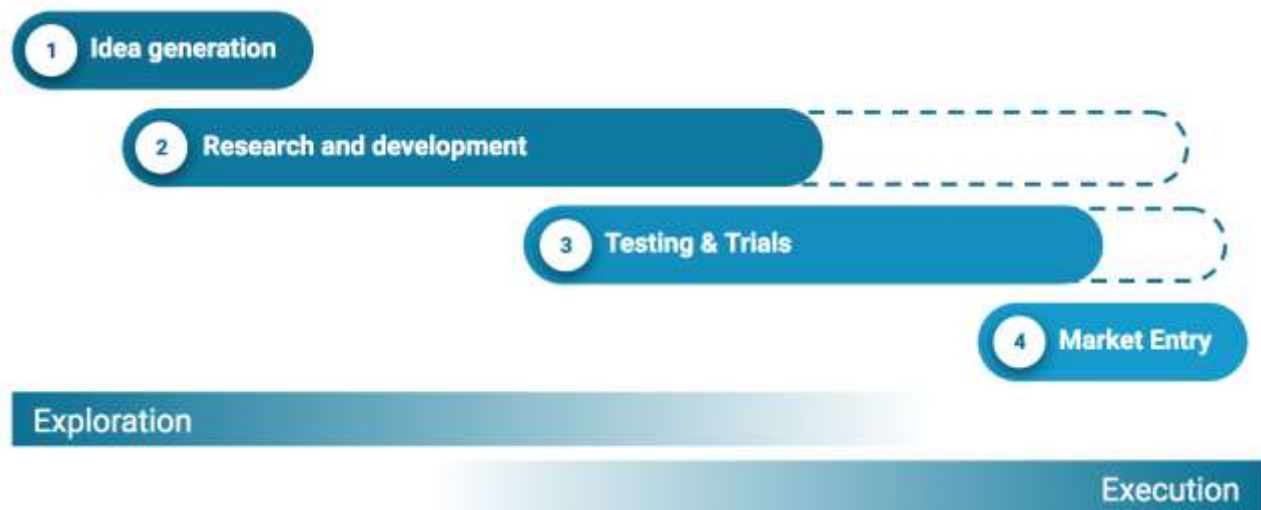 1 Idea generation
2 Research and development
3 Testing & Trials
4 Market Entry
Exploration
Execution